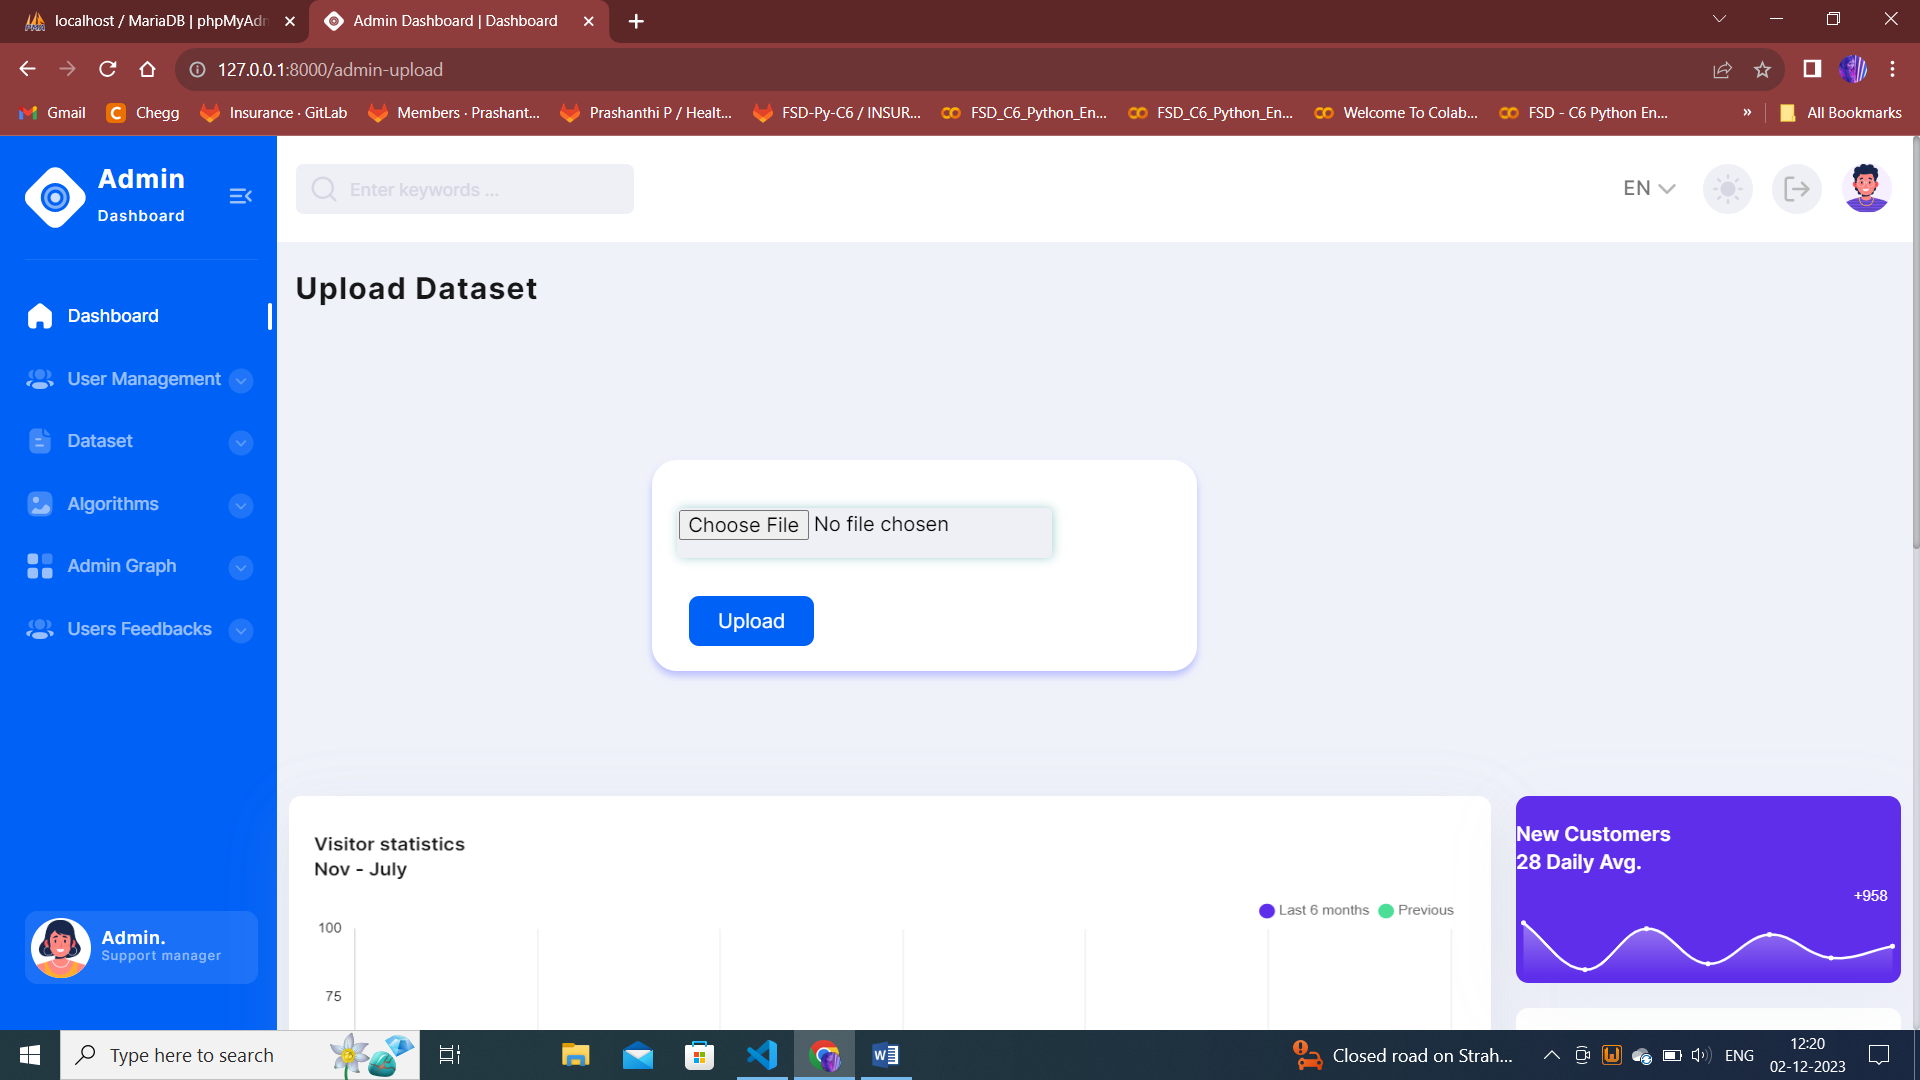 localhost / MariaDB | phpMyAdn
Admin Dashboard | Dashboard
127.0.0.1:8000/admin-upload
Gmail
Chegg
Insurance · GitLab
Members · Prashant...
Prashanthi P / Healt...
FSD-Py-C6 / INSUR...
FSD_C6_Python_En...
FSD_C6_Python_En...
Welcome To Colab...
FSD - C6 Python En...
»
All Bookmarks
Admin
Dashboard
Enter keywords ...
EN
Upload Dataset
Dashboard
User Management
Dataset
Algorithms
Admin Graph
Users Feedbacks
Choose File No file chosen
Upload
Visitor statistics
Nov - July
Last 6 months Previous
100
75
New Customers
28 Daily Avg.
+958
Admin.
Support manager
Type here to search
Closed road on Strah...
ENG
12:20
02-12-2023